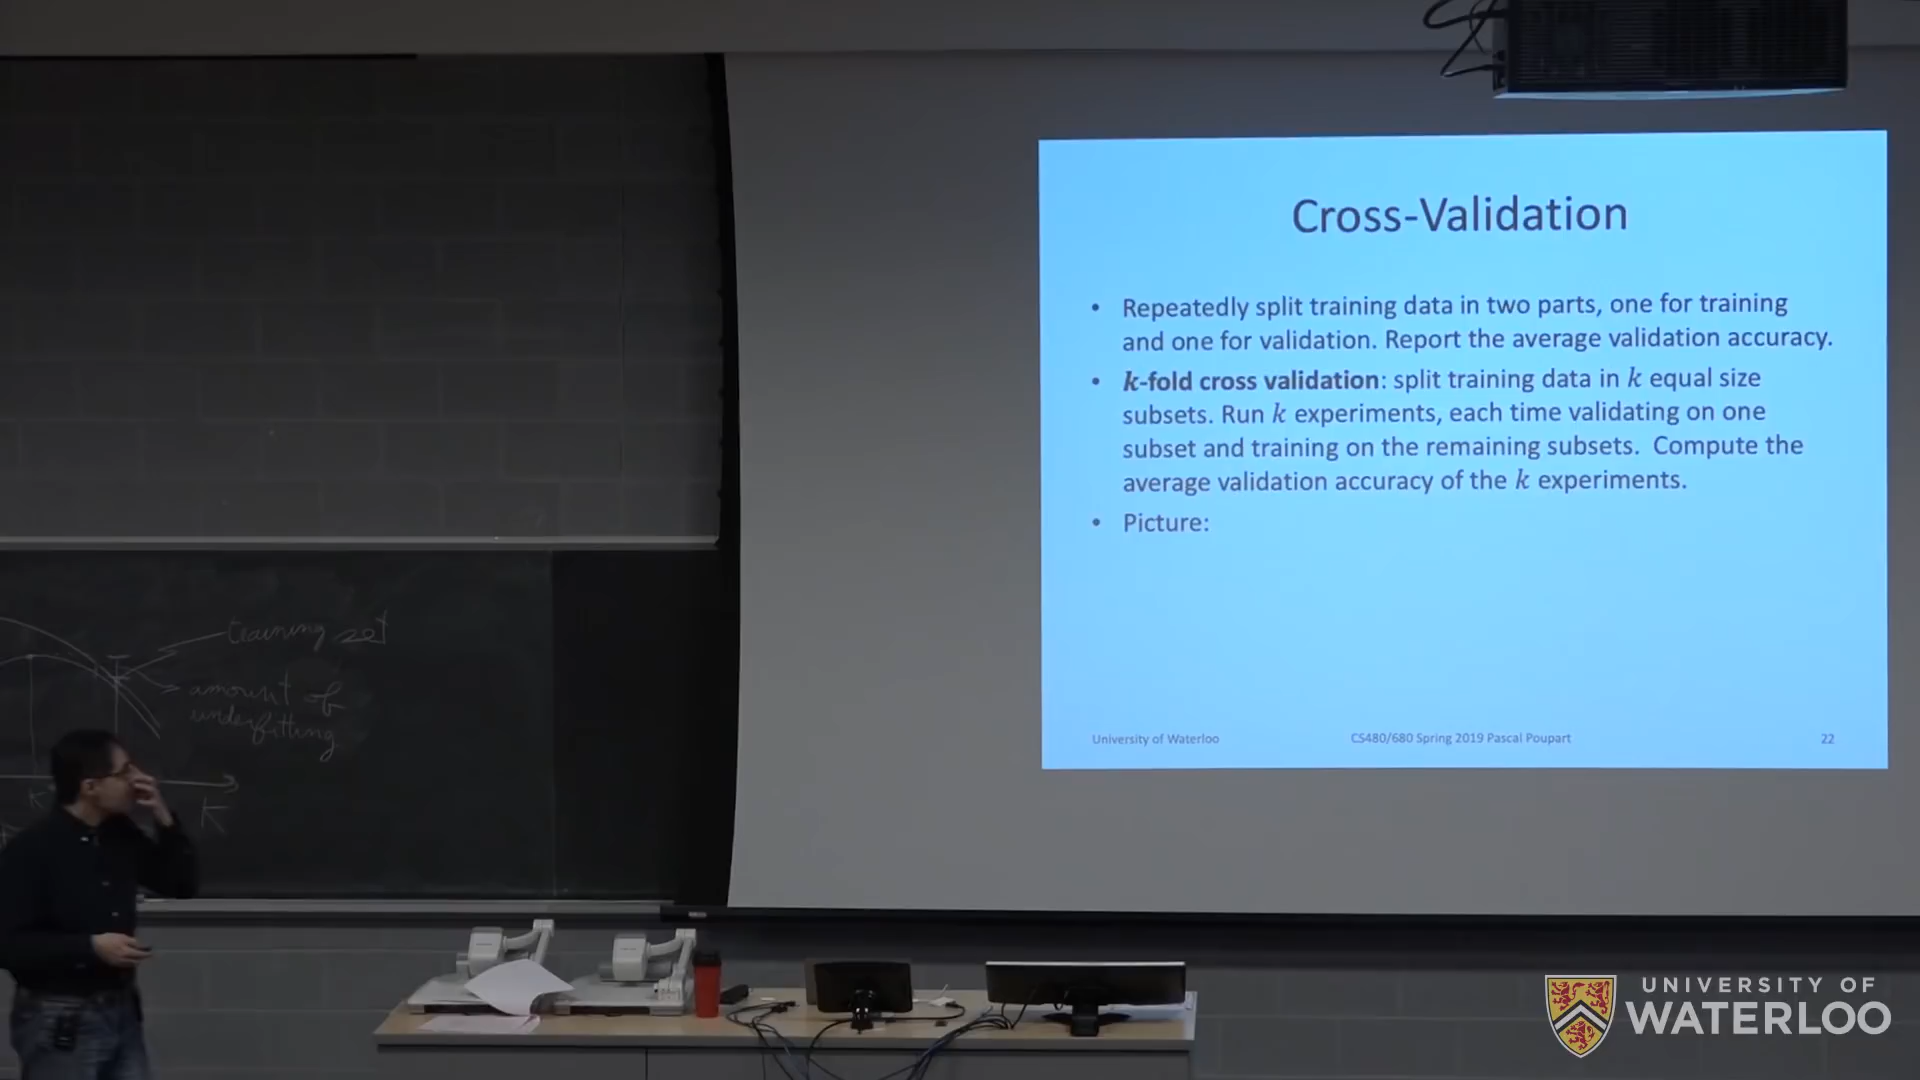 Cross-Validation
• Repeatedly split training data in two parts, one for training
and one for validation. Report the average validation accuracy.
• k-fold cross validation: split training data in k equal size
subsets. Run k experiments, each time validating on one
subset and training on the remaining subsets. Compute the
average validation accuracy of the k experiments.
• Picture:
University of Waterloo
CS480/680 Spring 2019 Pascal Poupart
22
training set
amount of
underfitting
K
K
UNIVERSITY OF
WATERLOO